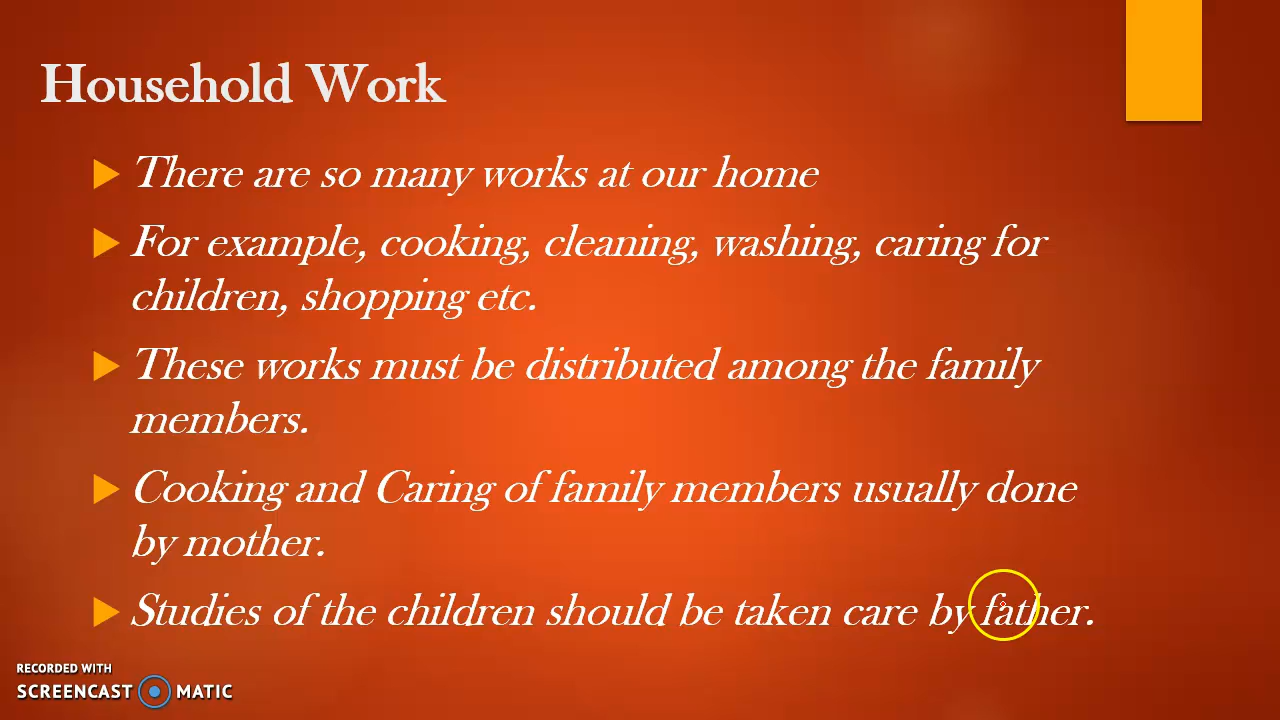 Household Work
There are so many works at our home
For example, cooking, cleaning, washing, caring for
children, shopping etc.
These works must be distributed among the family
members.
Cooking and Caring of family members usually done
by mother.
Studies of the children should be taken care by father.
RECORDED WITH
SCREENCAST MATIC